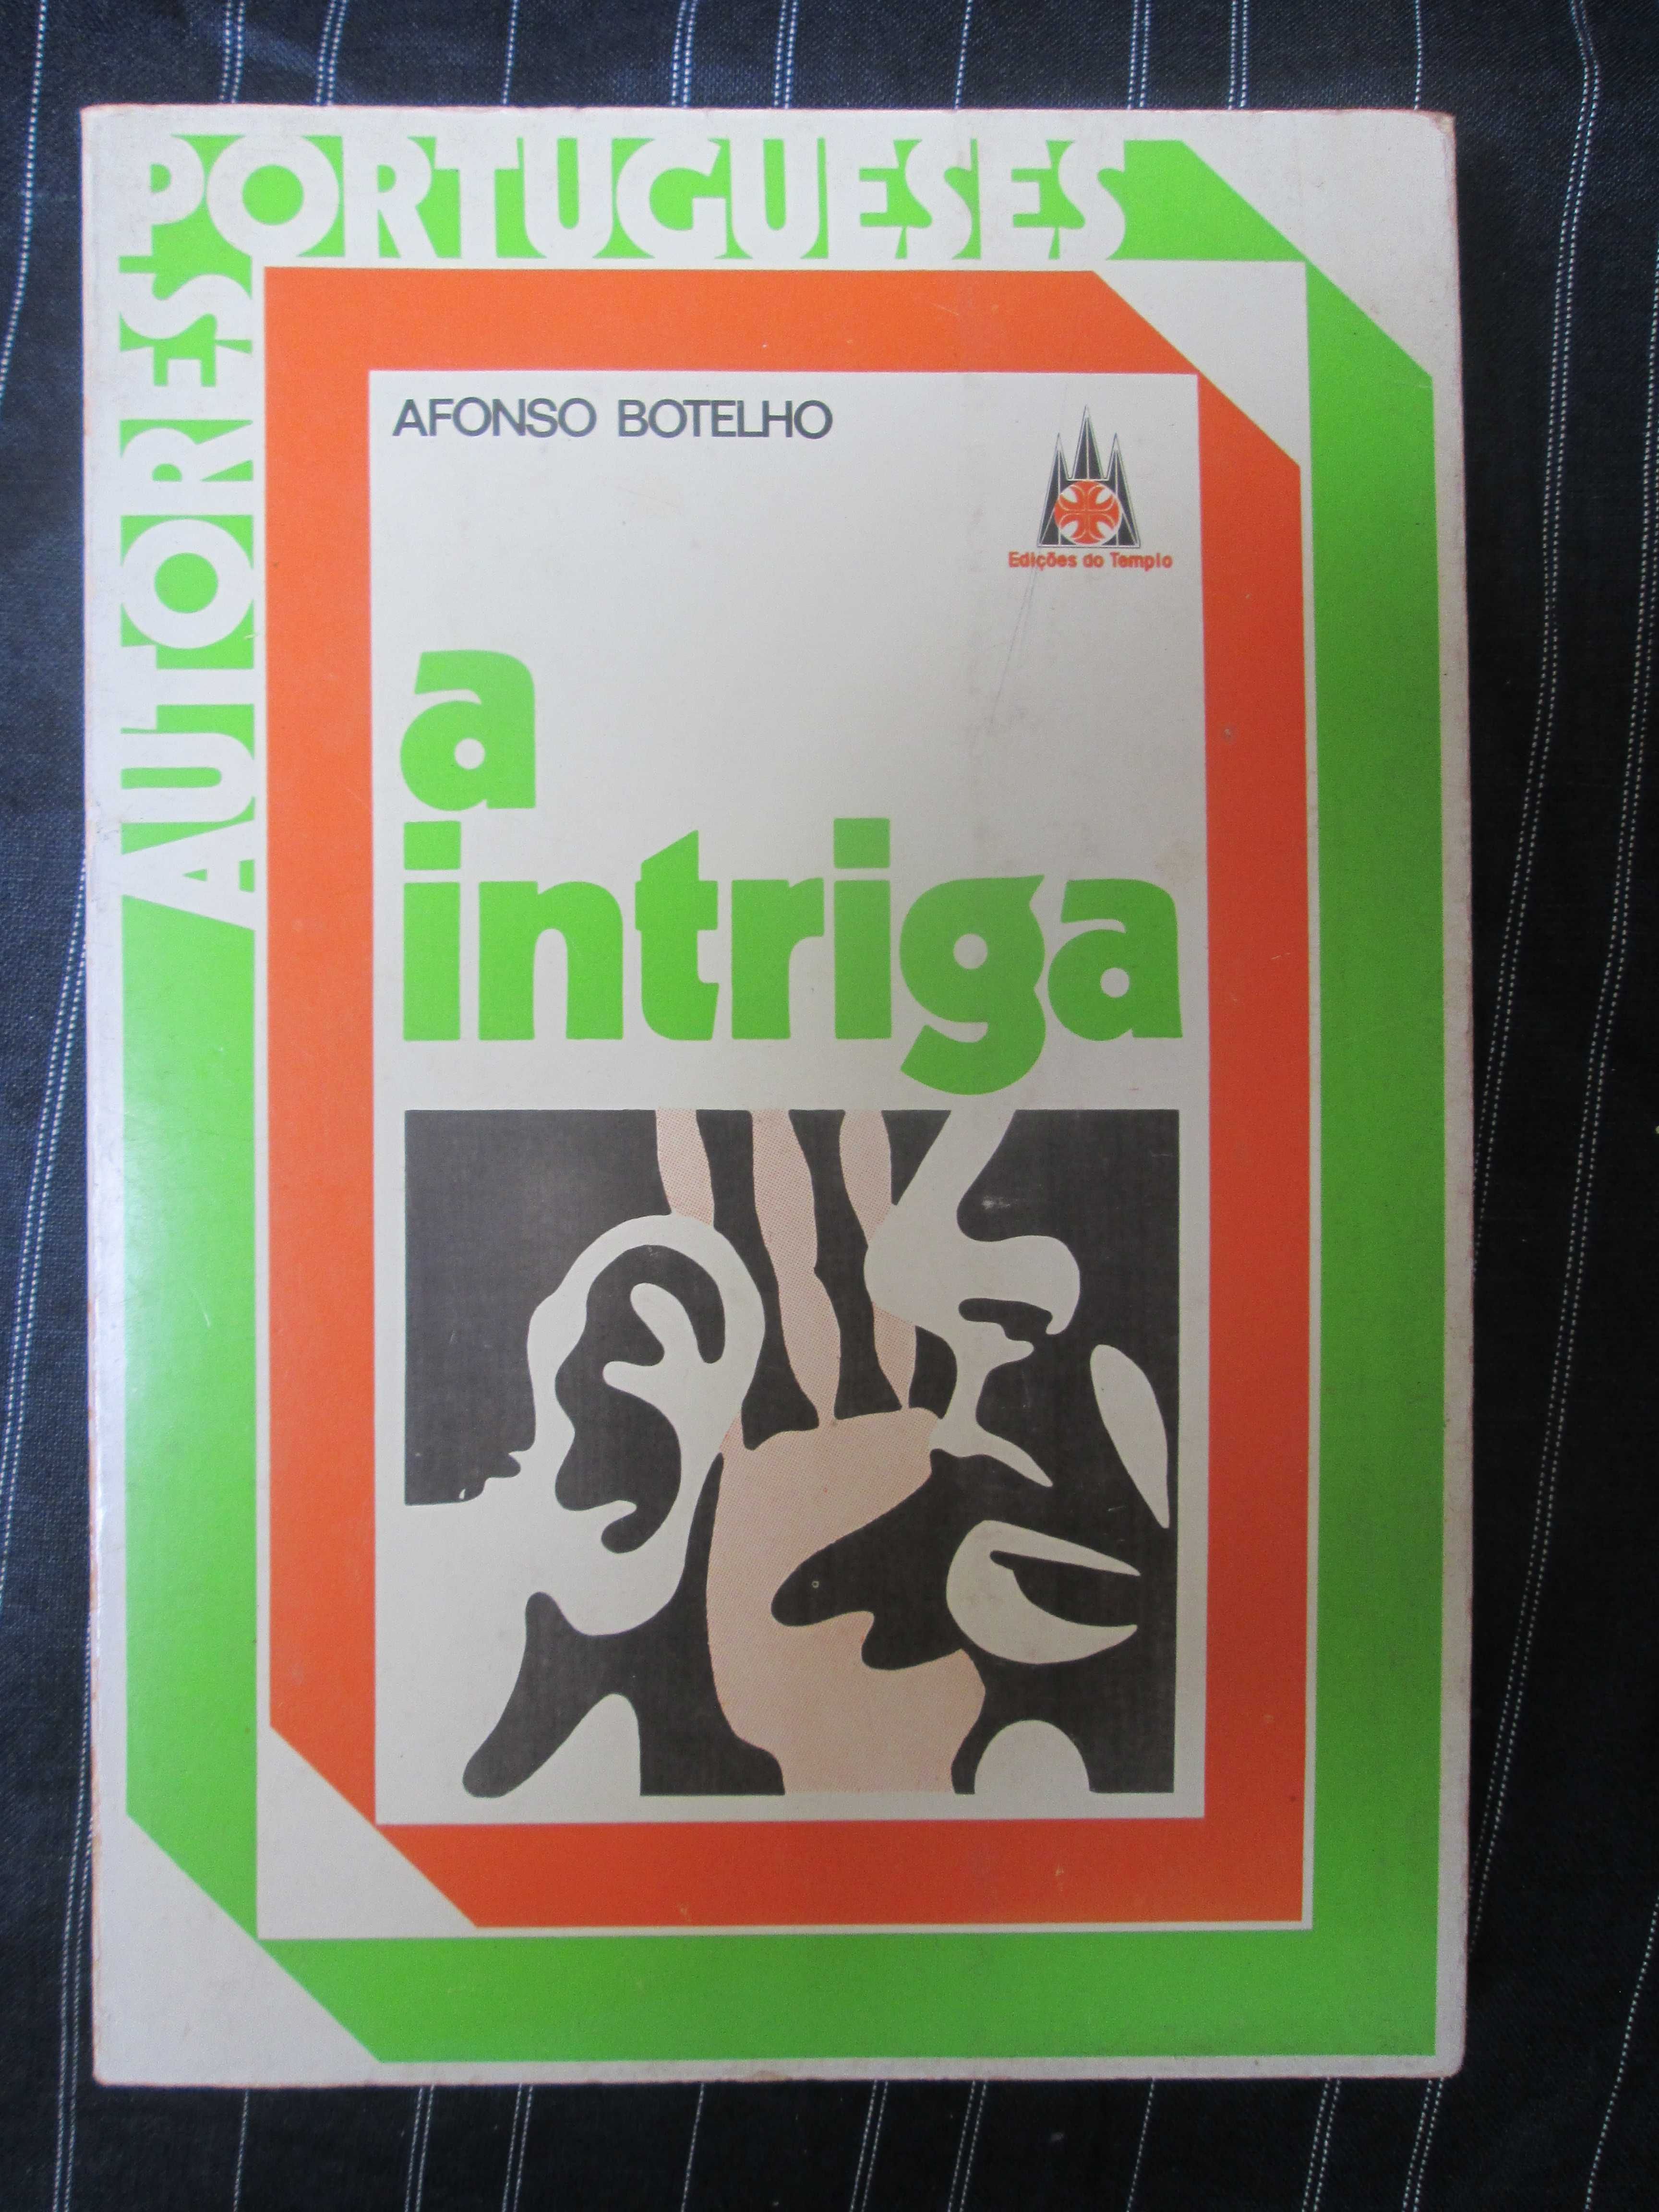 AUTORES
PORTUGUESES
AFONSO BOTELHO
Edições do Templo
a
intriga